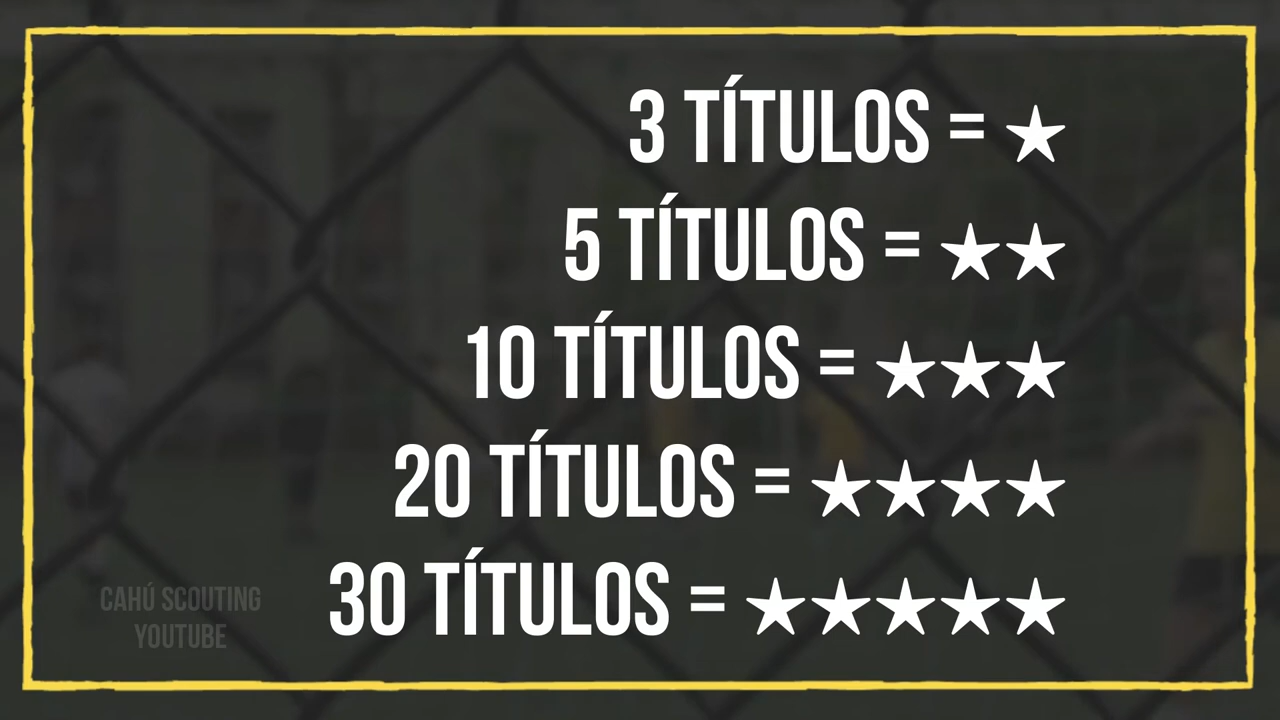 3 TÍTULOS = ★
5 TÍTULOS = ★★
10 TÍTULOS = ★★★
20 TÍTULOS = ★★★★
30 TÍTULOS = ★★★★★
CAHÚ SCOUTING
YOUTUBE